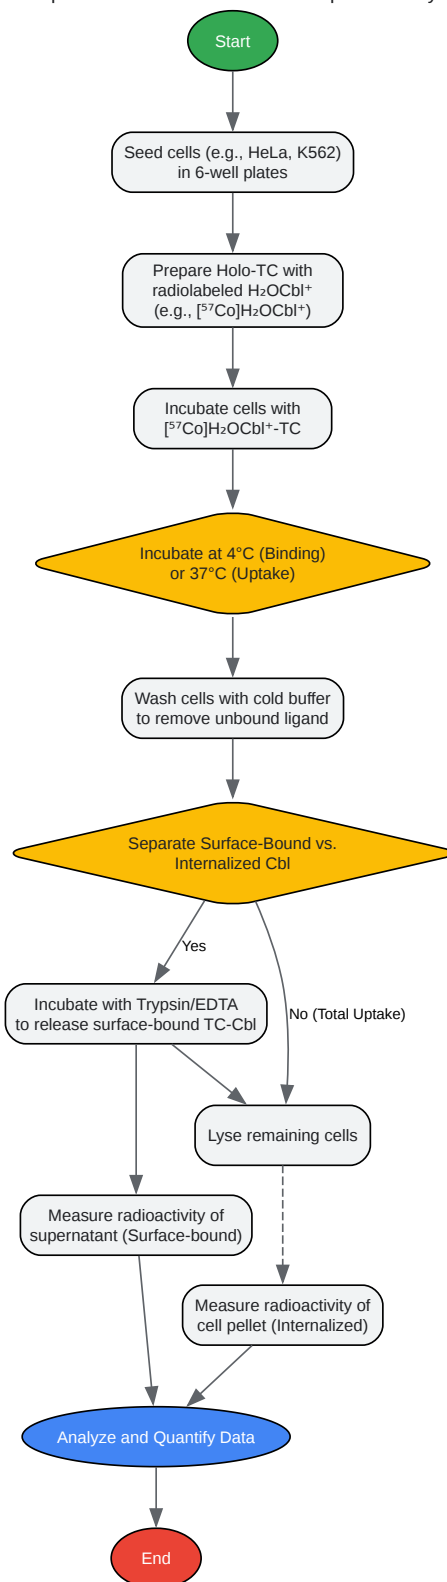 Start
Seed cells (e.g., HeLa, K562)
in 6-well plates
Prepare Holo-TC with
radiolabeled H₂OCbl⁺
(e.g., [⁵⁷Co]H₂OCbl⁺)
Incubate cells with
[⁵⁷Co]H₂OCbl⁺-TC
Incubate at 4°C (Binding)
or 37°C (Uptake)
Wash cells with cold buffer
to remove unbound ligand
Separate Surface-Bound vs.
Internalized Cbl
Yes
Incubate with Trypsin/EDTA
to release surface-bound TC-Cbl
No (Total Uptake)
Lyse remaining cells
Measure radioactivity of
supernatant (Surface-bound)
Measure radioactivity of
cell pellet (Internalized)
Analyze and Quantify Data
End